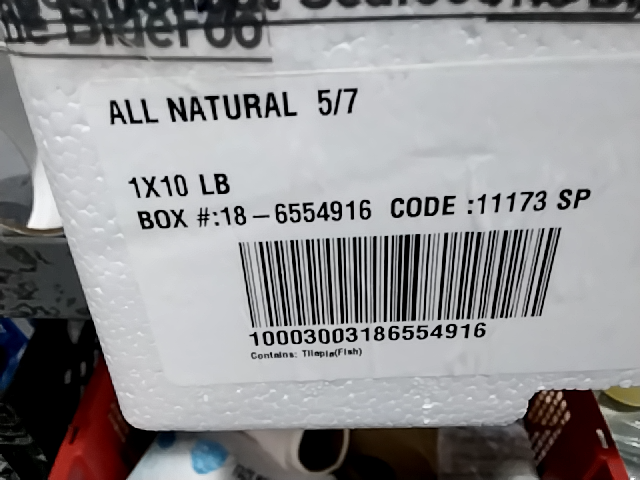 ALL NATURAL 5/7
1X10 LB
BOX #:18-6554916 CODE :11173 SP
10003003186554916
Contains: Tilapia(Fish)